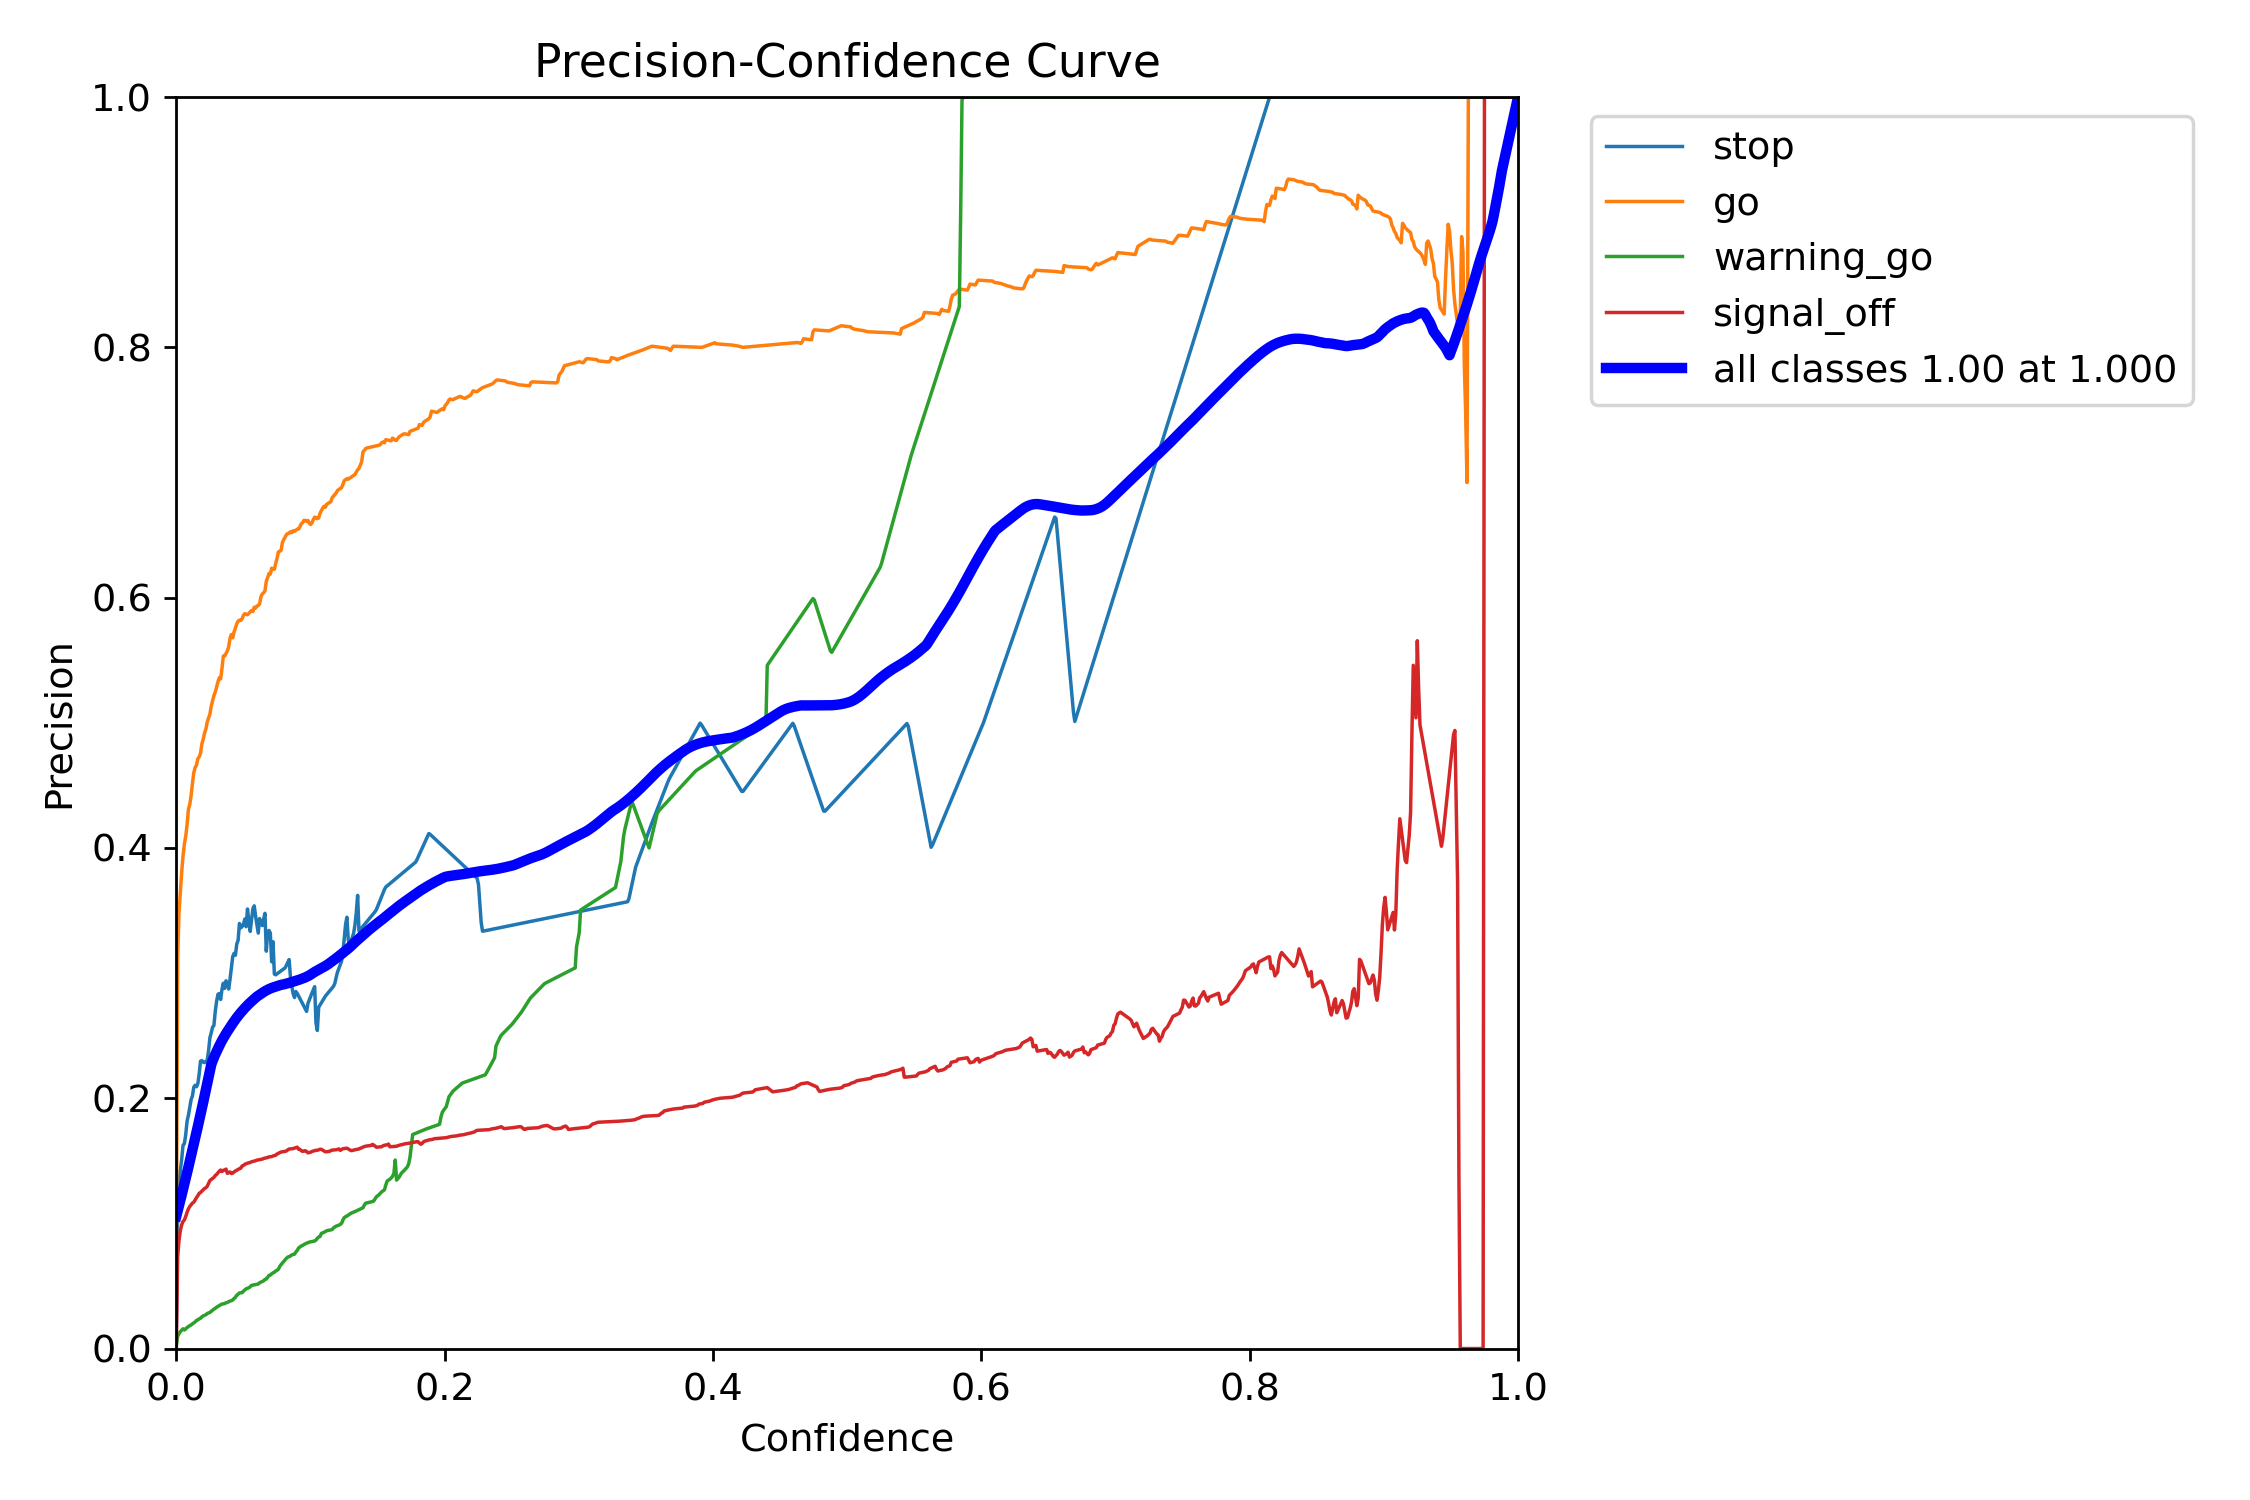 Precision-Confidence Curve
1.0
0.8
0.6
0.4
0.2
0.0
Precision
0.0 0.2 0.4 0.6 0.8 1.0
Confidence
stop
go
warning_go
signal_off
all classes 1.00 at 1.000